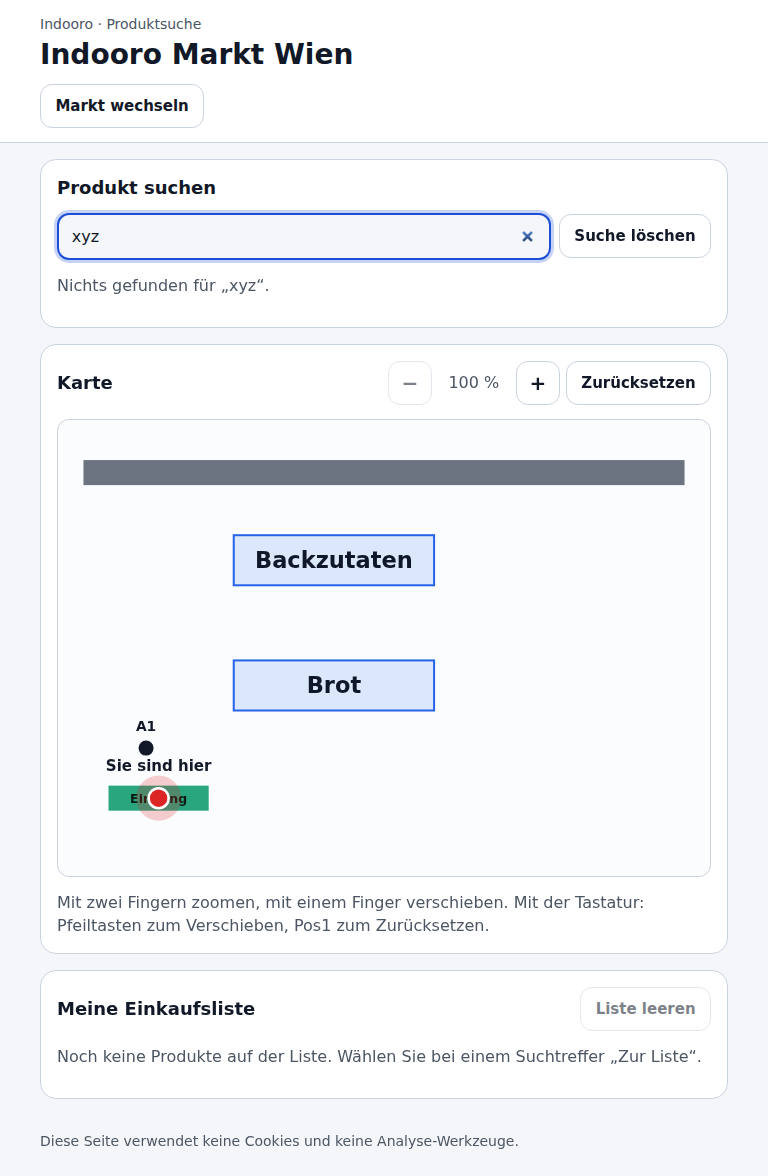 Indooro · Produktsuche
Indooro Markt Wien
Markt wechseln
Produkt suchen
xyz
Suche löschen
Nichts gefunden für „xyz“.
Karte
−
100 %
+
Zurücksetzen
Backzutaten
Brot
A1
Sie sind hier
Meine Einkaufsliste
Liste leeren
Mit zwei Fingern zoomen, mit einem Finger verschieben. Mit der Tastatur:
Pfeiltasten zum Verschieben, Pos1 zum Zurücksetzen.
Noch keine Produkte auf der Liste. Wählen Sie bei einem Suchtreffer „Zur Liste“.
Diese Seite verwendet keine Cookies und keine Analyse-Werkzeuge.